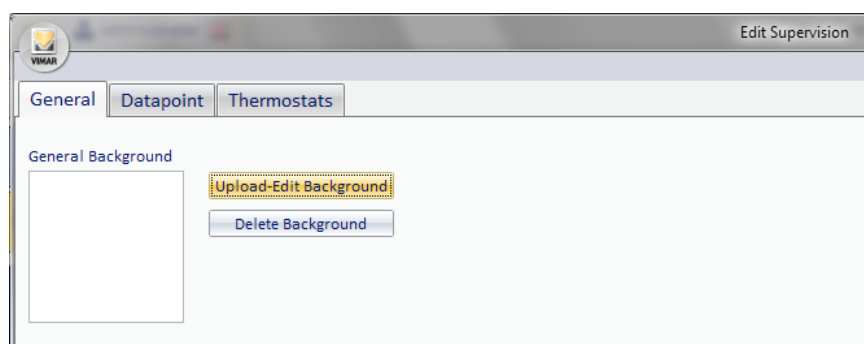 Edit Supervision
VIMAR
General Datapoint Thermostats
General Background
Upload-Edit Background
Delete Background